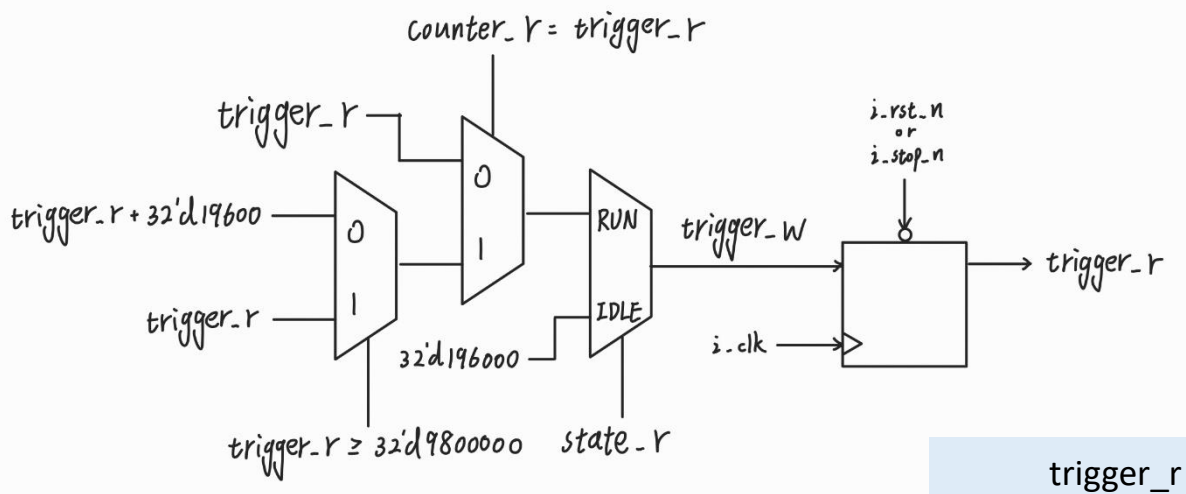 counter_r = trigger_r
trigger_r
i_rst_n
or
i_stop_n
trigger_r + 32'd19600
0
0
1
RUN
trigger_w
trigger_r
1
trigger_r
IDLE
32'd196000
i_clk
trigger_r ≥ 32'd9800000
state_r
trigger_r